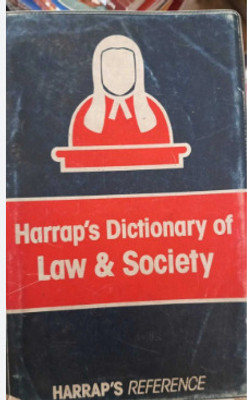 Harrap's Dictionary of
Law & Society
HARRAP'S REFERENCE